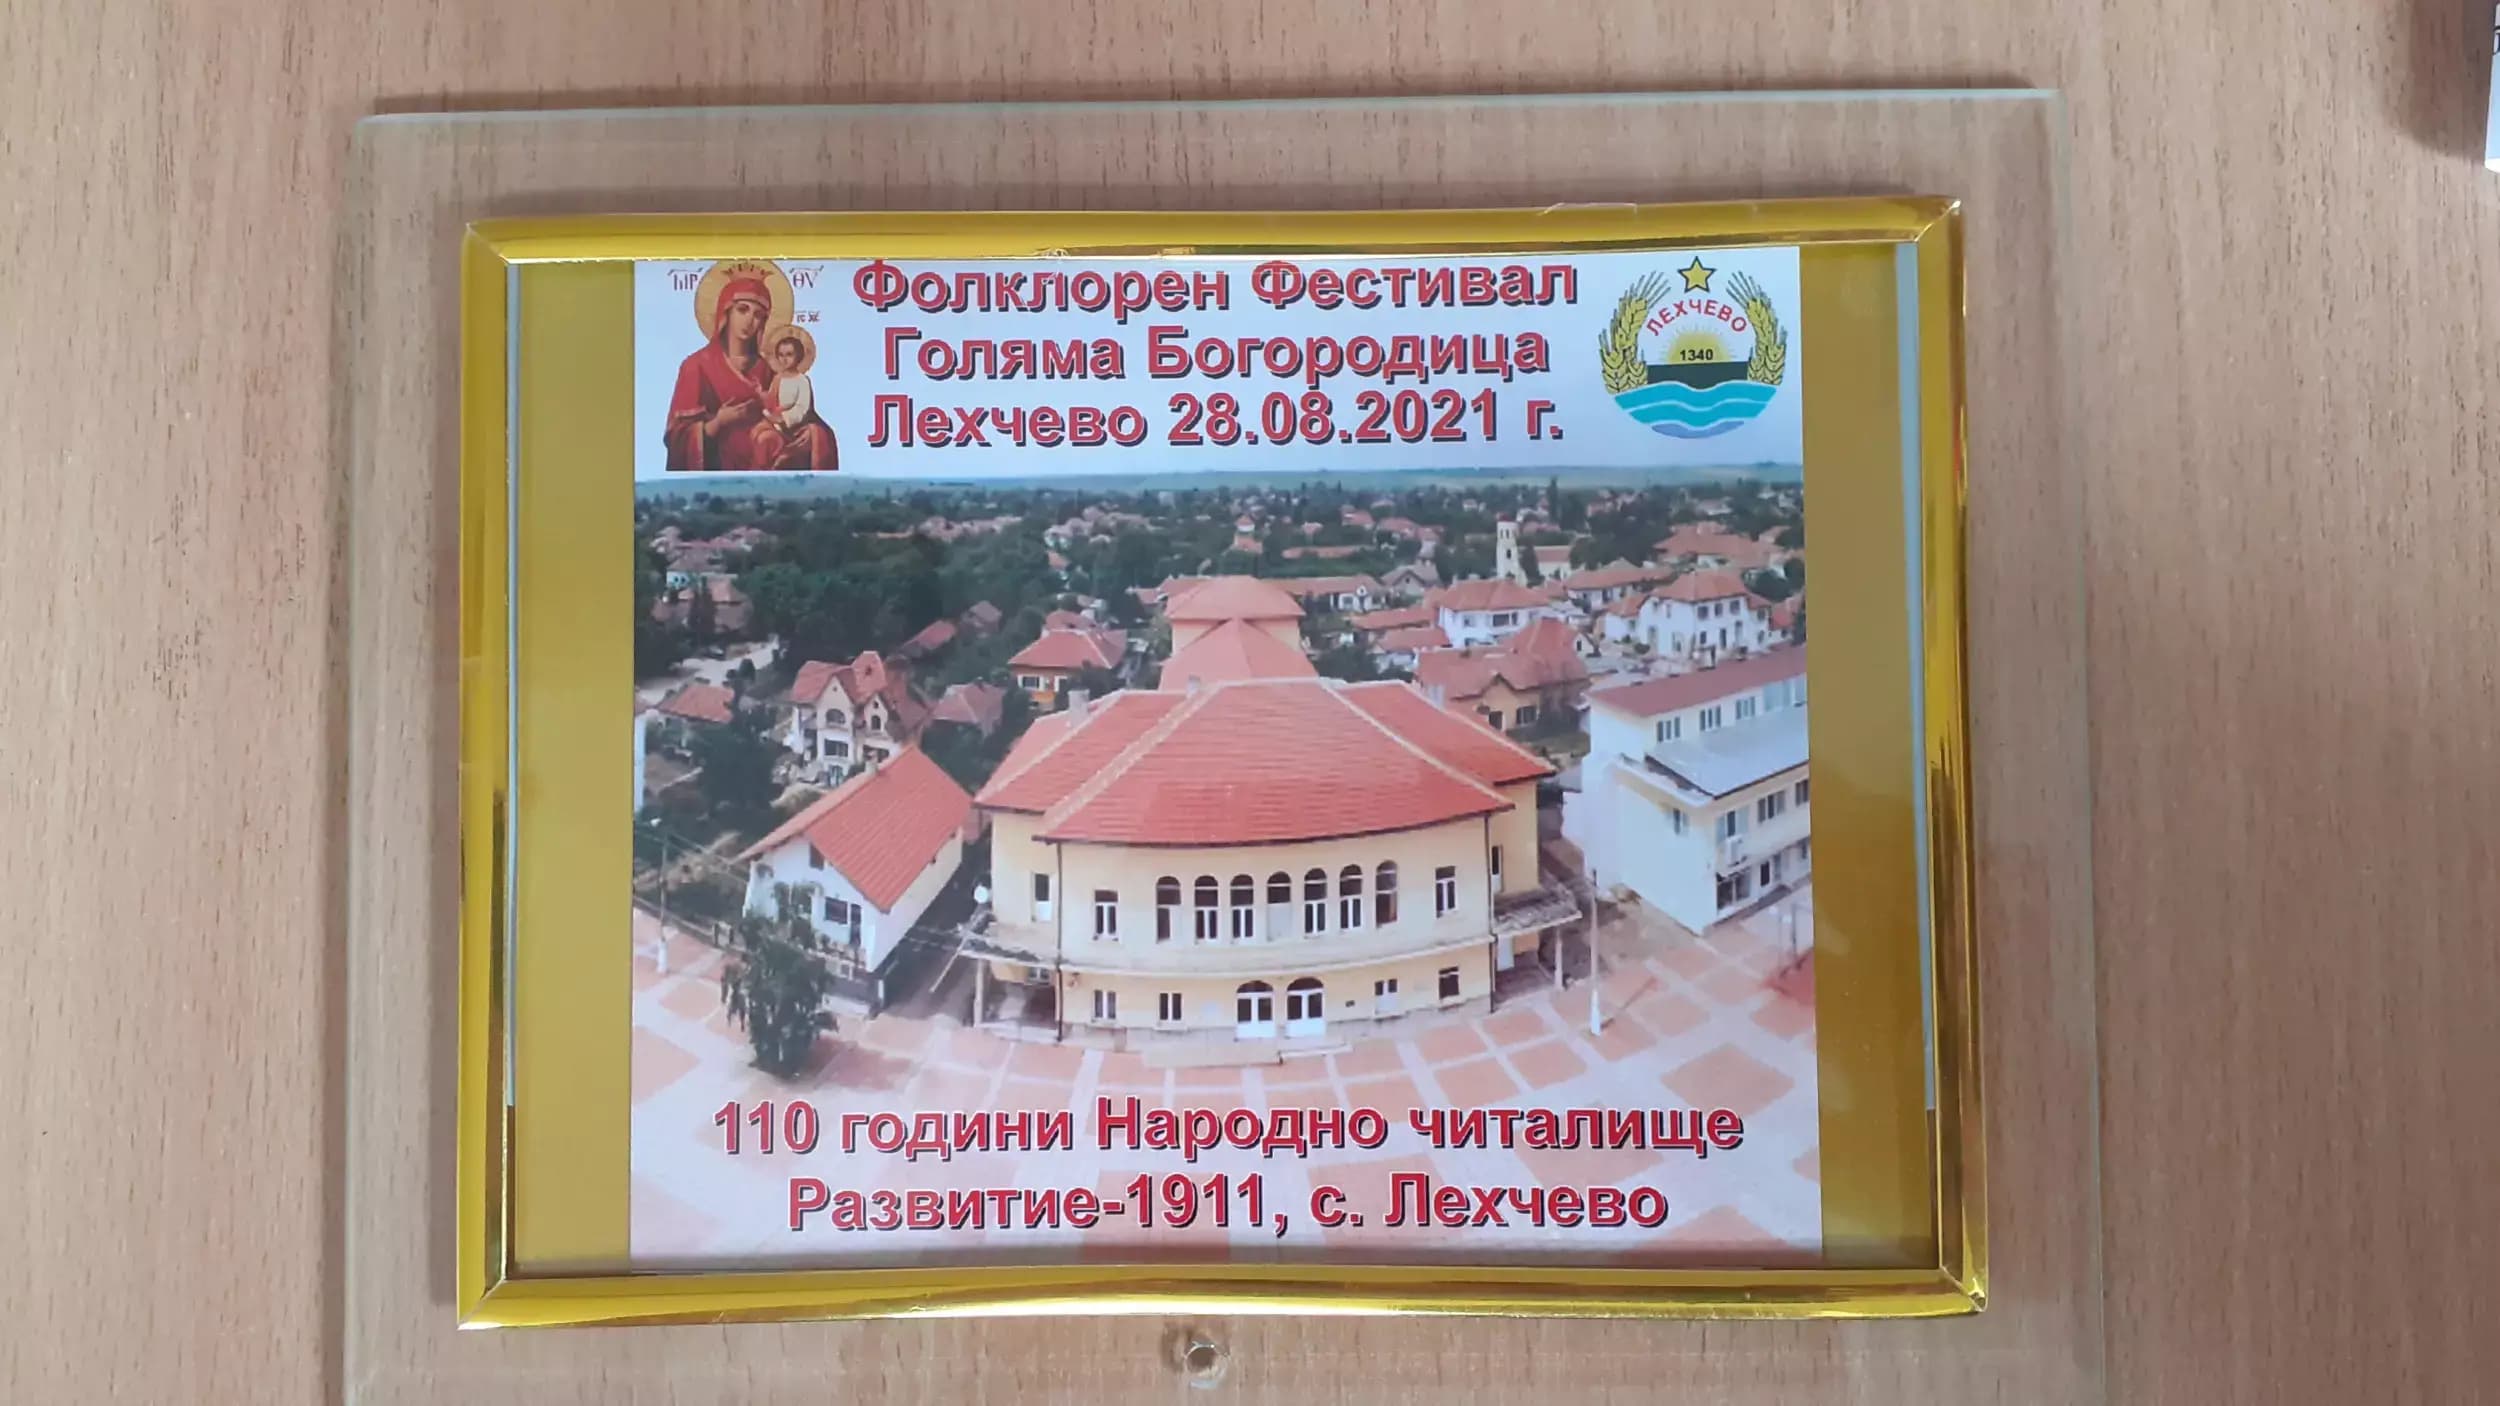 Фолклорен Фестивал
Голяма Богородица
Лехчево 28.08.2021 г.
ЛЕХЧЕВО
1340
110 години Народно читалище
Развитие-1911, с. Лехчево